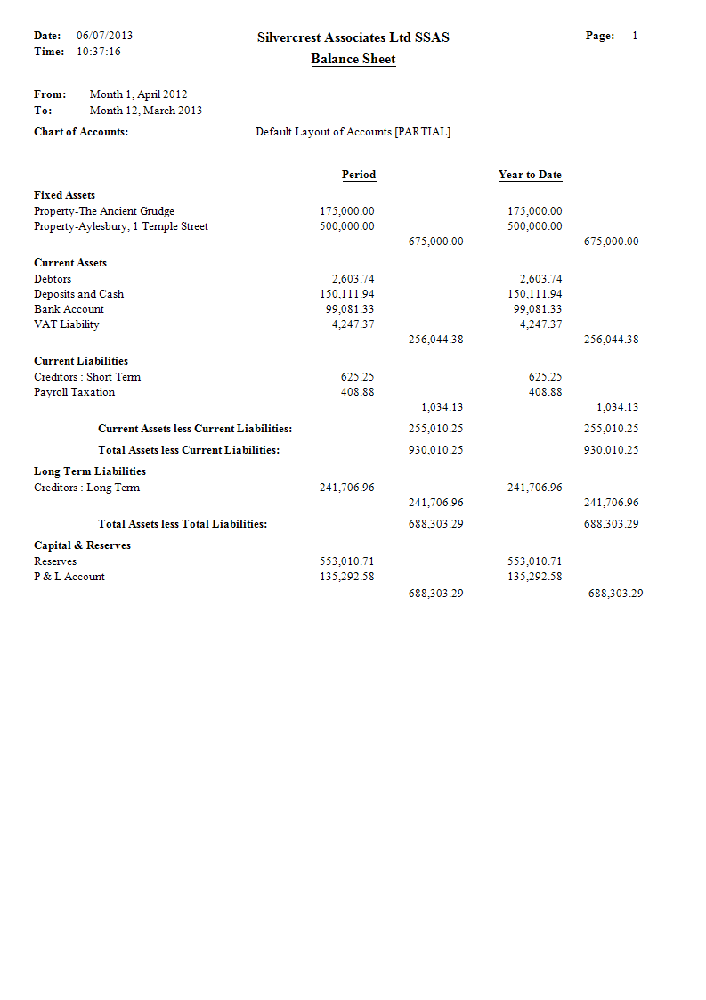 Date: 06/07/2013 Silvercrest Associates Ltd SSAS Page: 1
Time: 10:37:16
Balance Sheet
From: Month 1, April 2012
To: Month 12, March 2013
Chart of Accounts: Default Layout of Accounts [PARTIAL]
Period Year to Date
Fixed Assets
Property-The Ancient Grudge 175,000.00 175,000.00
Property-Aylesbury, 1 Temple Street 500,000.00 500,000.00
675,000.00 675,000.00
Current Assets
Debtors 2,603.74 2,603.74
Deposits and Cash 150,111.94 150,111.94
Bank Account 99,081.33 99,081.33
VAT Liability 4,247.37 4,247.37
256,044.38 256,044.38
Current Liabilities
Creditors : Short Term 625.25 625.25
Payroll Taxation 408.88 408.88
1,034.13 1,034.13
Current Assets less Current Liabilities: 255,010.25 255,010.25
Total Assets less Current Liabilities: 930,010.25 930,010.25
Long Term Liabilities
Creditors : Long Term 241,706.96 241,706.96
241,706.96 241,706.96
Total Assets less Total Liabilities: 688,303.29 688,303.29
Capital & Reserves
Reserves 553,010.71 553,010.71
P & L Account 135,292.58 135,292.58
688,303.29 688,303.29